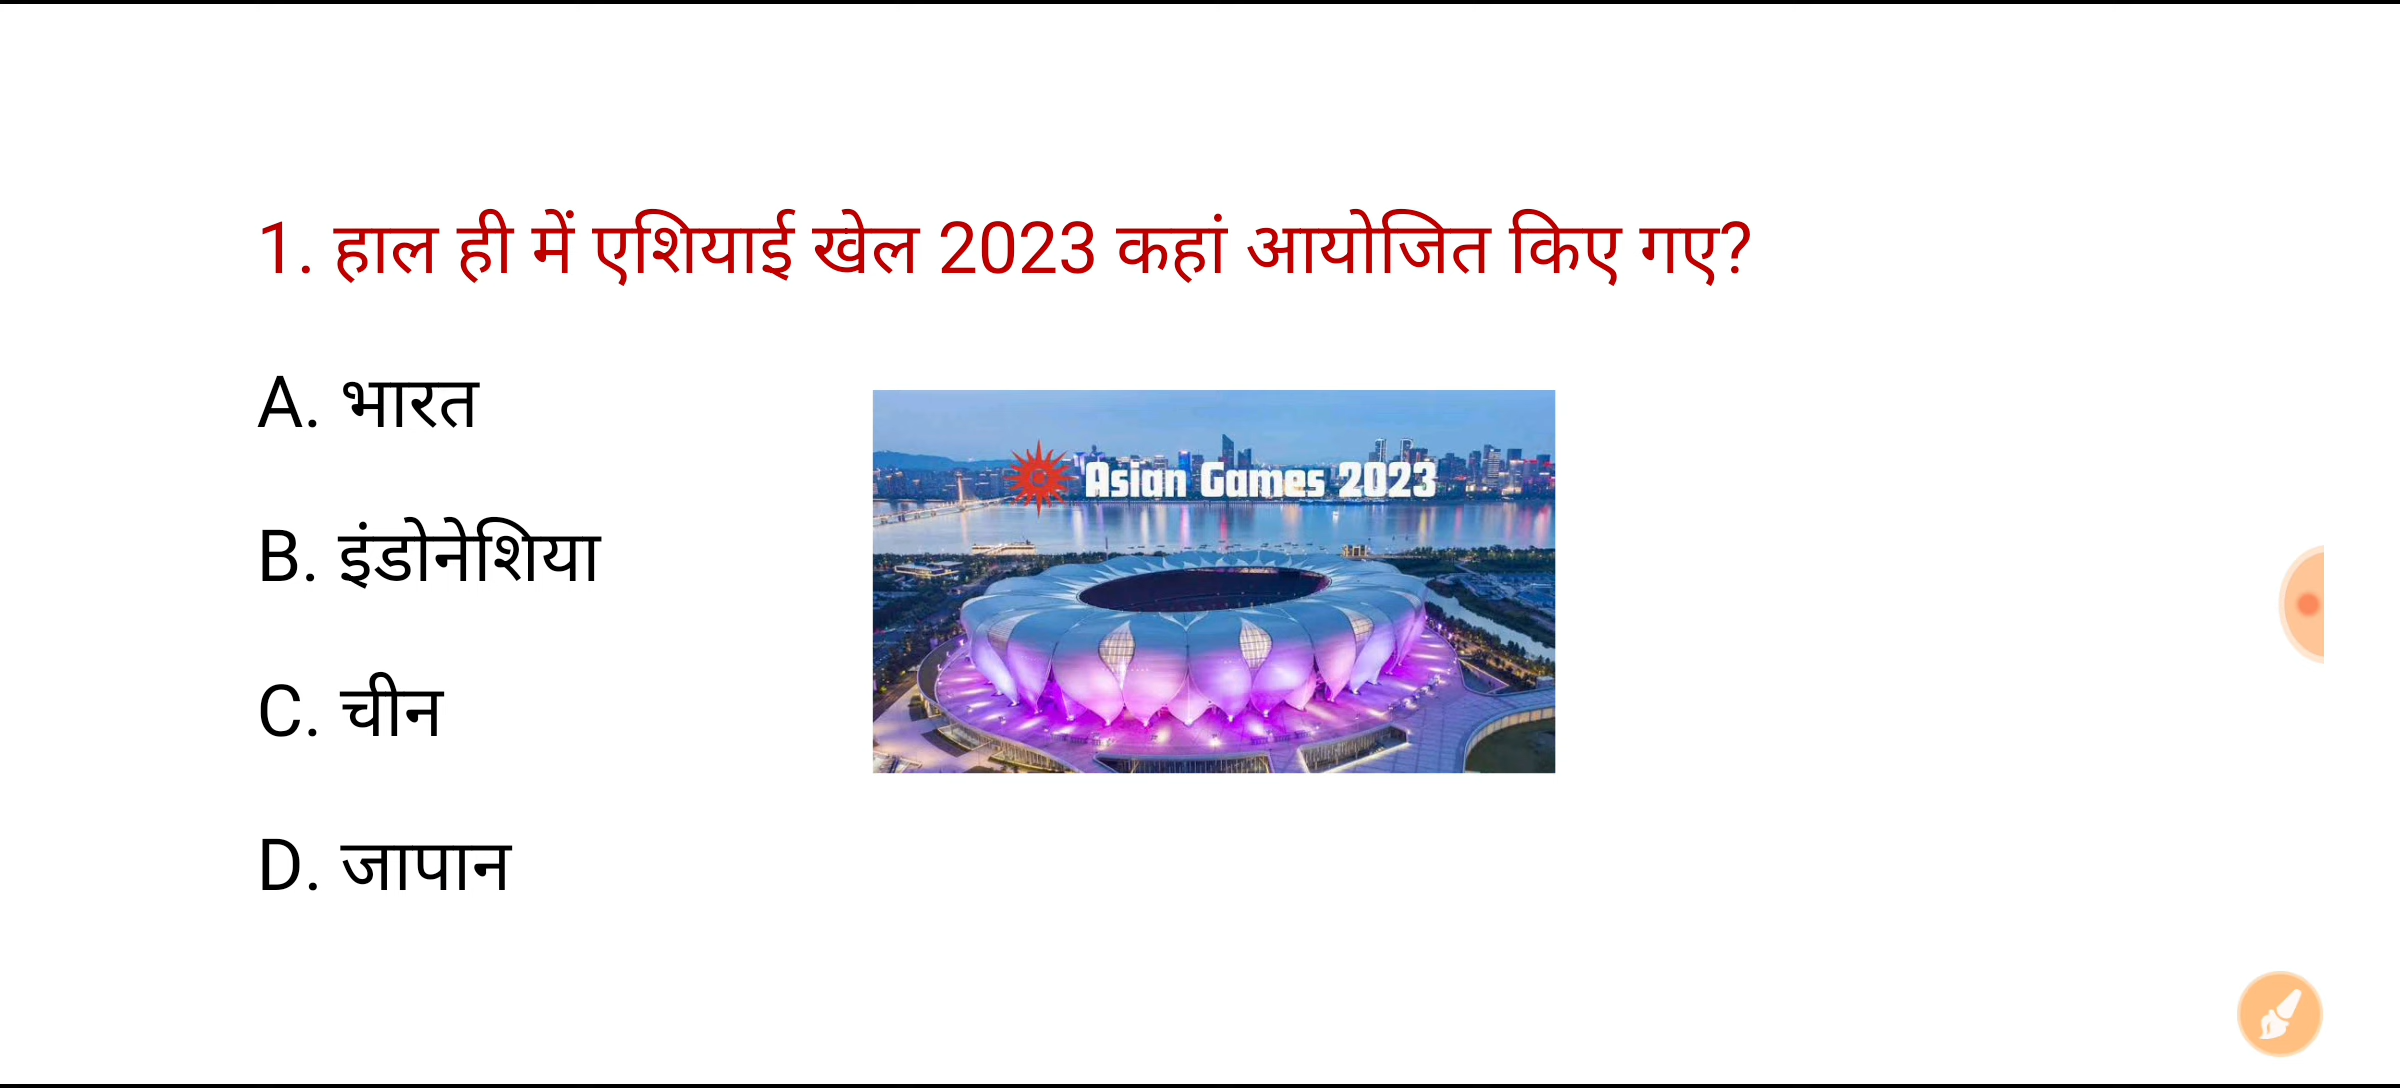 1. हाल ही में एशियाई खेल 2023 कहां आयोजित किए गए?
A. भारत
Asian Games 2023
B. इंडोनेशिया
C. चीन
D. जापान